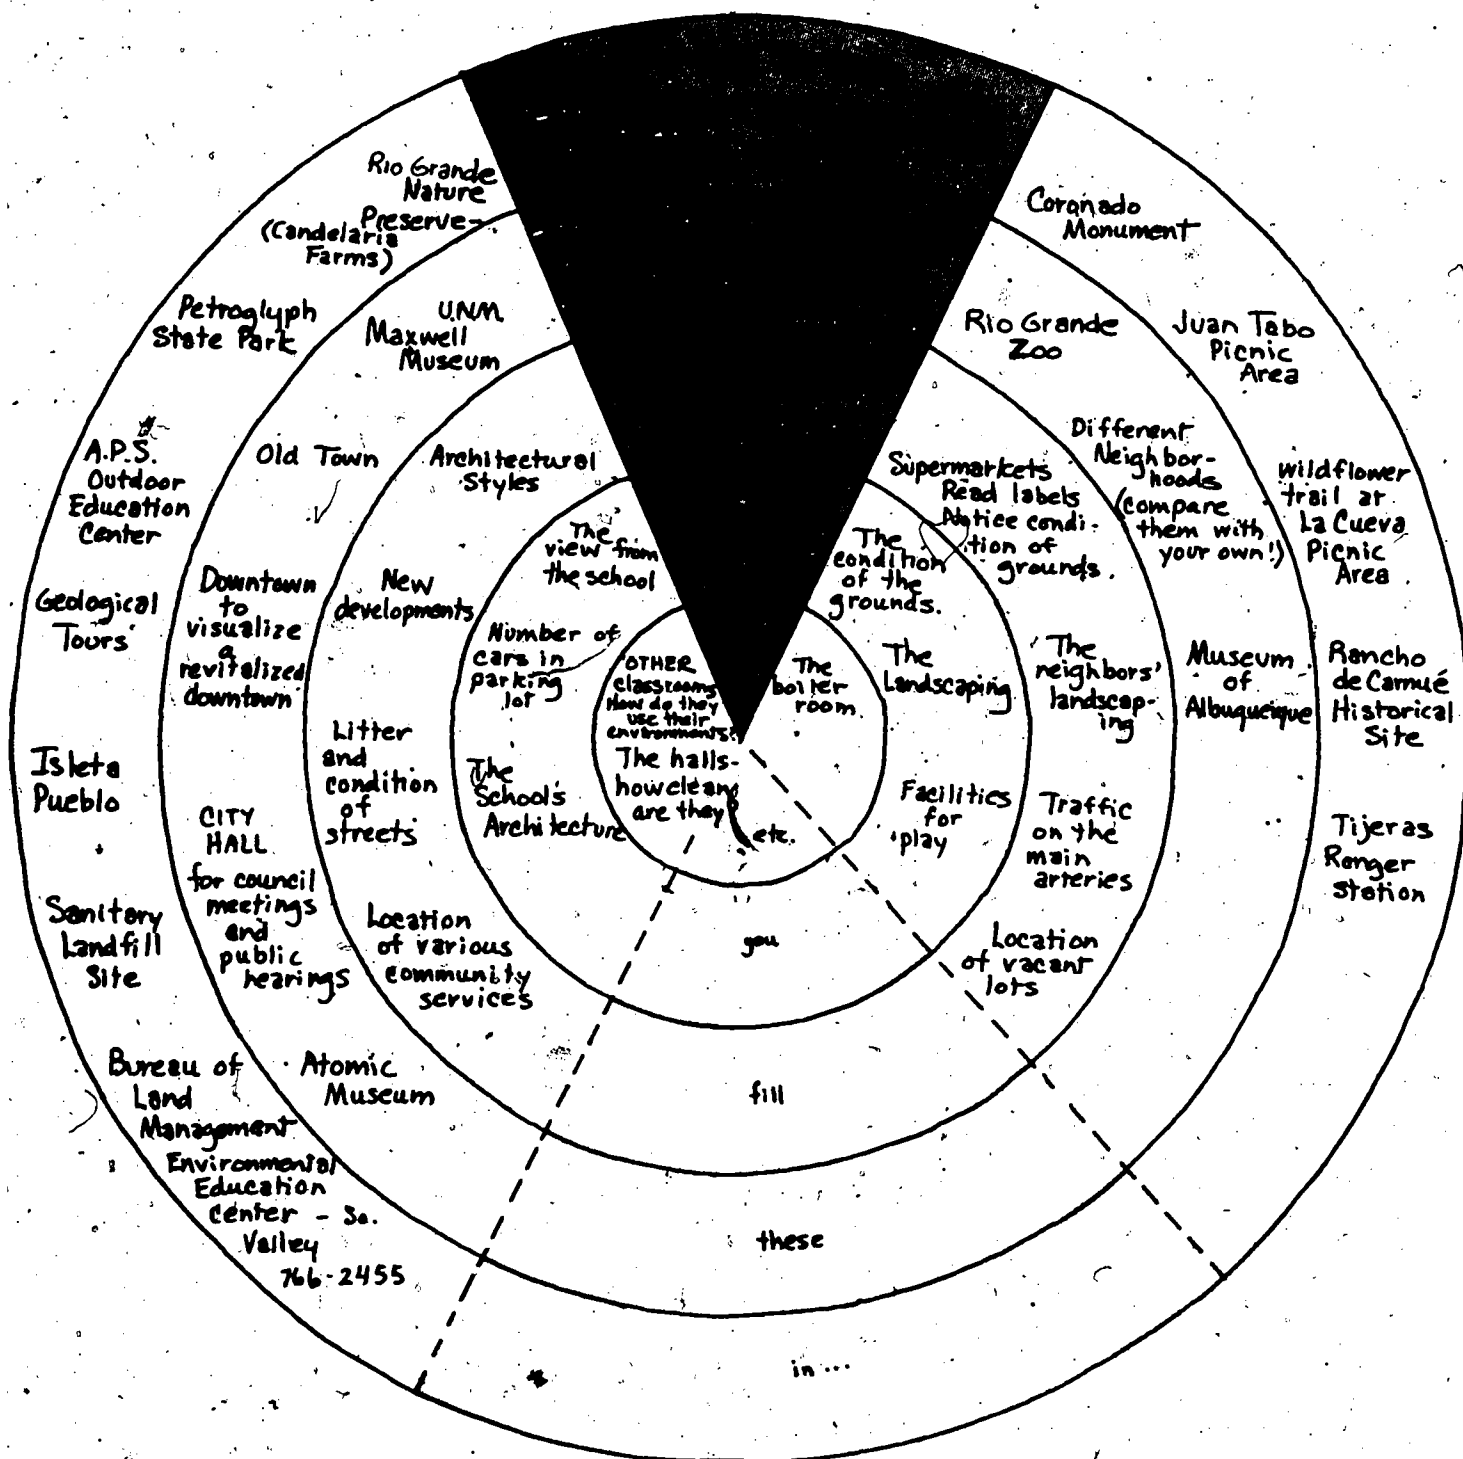 Rio Grande
Nature
Preserve-
(Candelaria
Farms)
Petroglyph
State Park
A.P.S.
Outdoor
Education
Center
Geological
Tours
Isleta
Pueblo
Sanitary
Landfill
Site
Bureau of
Land
Management
Environmental
Education
Center - So.
Valley
766-2455
in ...
Coronado
Monument
Juan Tabo
Picnic
Area
wildflower
trail at
La Cueva
Picnic
Area
Rancho
de Carnué
Historical
Site
Tijeras
Ranger
Station
U.N.M.
Maxwell
Museum
Old Town
Downtown
to
visualize
a
revitalized
downtown
CITY
HALL
for council
meetings
and
public
hearings
Atomic
Museum
these
Rio Grande
Zoo
Different
Neighbor-
hoods
(compare
them with
your own!)
Museum
of
Albuquerque
Architectural
Styles
New
developments
Litter
and
condition
of
streets
Location
of various
community
services
fill
Supermarkets
Read labels
Notice condi-
tion of
grounds.
The
neighbors'
landscap-
ing
Traffic
on the
main
arteries
Location
of vacant
lots
The
view from
the school
Number of
cars in
parking
lot
The
School's
Architecture
you
The
condition
of the
grounds.
The
Landscaping
Facilities
for
play
OTHER
classrooms
How do they
use their
environments?
The halls-
how clean
are they?
etc.
The
boiler
room